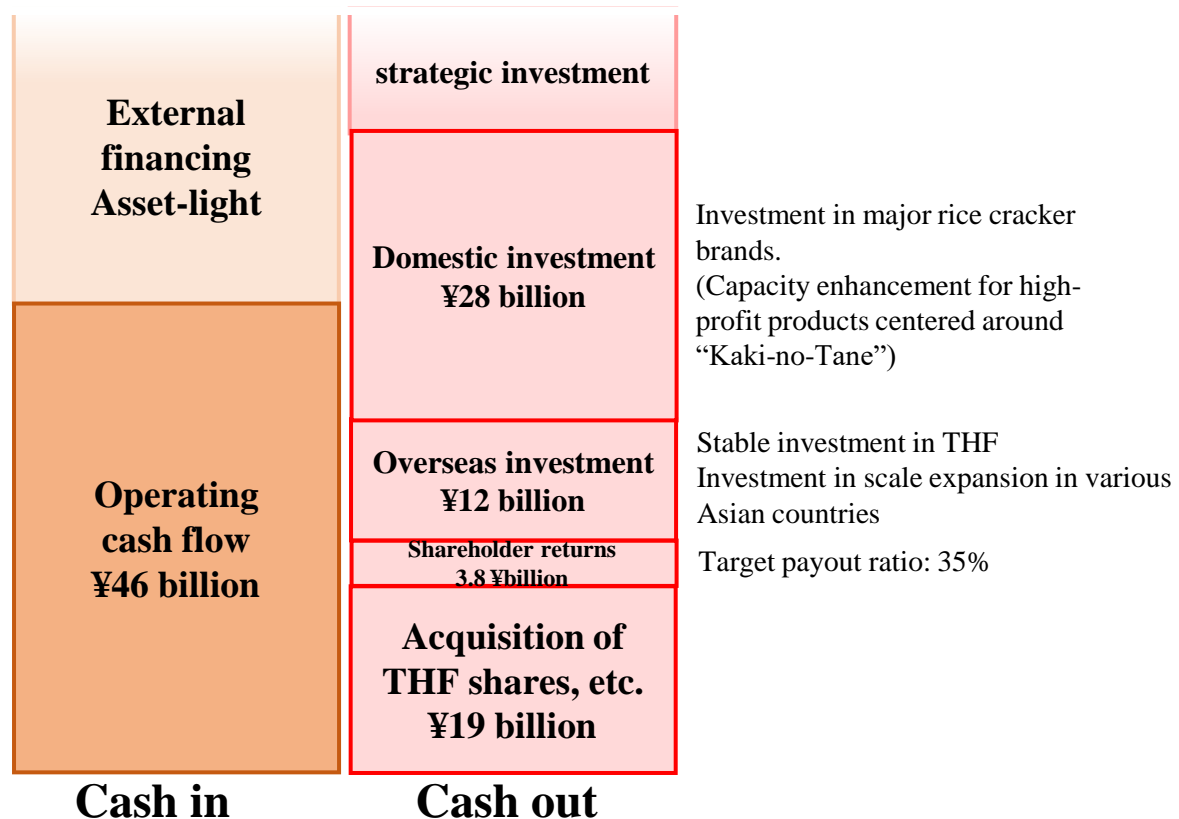 External
financing
Asset-light
Operating
cash flow
¥46 billion
Cash in
strategic investment
Domestic investment
¥28 billion
Overseas investment
¥12 billion
Shareholder returns
3.8 ¥billion
Acquisition of
THF shares, etc.
¥19 billion
Cash out
Investment in major rice cracker
brands.
(Capacity enhancement for high-
profit products centered around
“Kaki-no-Tane”)
Stable investment in THF
Investment in scale expansion in various
Asian countries
Target payout ratio: 35%